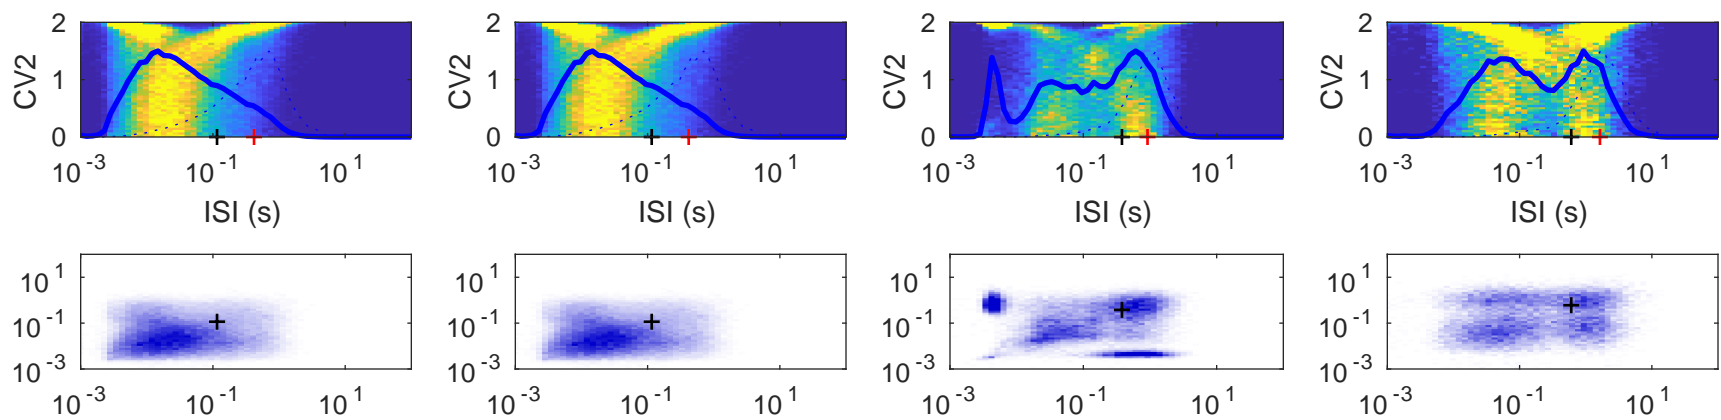 CV2 2 1 0 CV2 2 1 0 CV2 2 1 0 CV2 2 1 0
10^-3 10^-1 10^1 10^-3 10^-1 10^1 10^-3 10^-1 10^1 10^-3 10^-1 10^1
ISI (s) ISI (s) ISI (s) ISI (s)
10^1 10^-1 10^-3 10^1 10^-1 10^-3 10^1 10^-1 10^-3 10^1 10^-1 10^-3
10^-3 10^-1 10^1 10^-3 10^-1 10^1 10^-3 10^-1 10^1 10^-3 10^-1 10^1